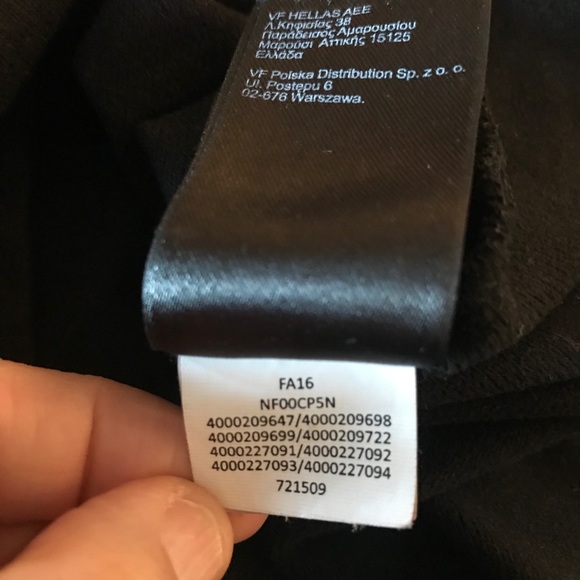 VF HELLAS AEE
Λ.Κηφισίας 38
Παράδεισος Αμαρουσίου
Μαρούσι Αττικής 15125
Ελλάδα
VF Polska Distribution Sp. z o. o.
Ul. Postępu 6
02-676 Warszawa.
FA16
NF00CP5N
4000209647/4000209698
4000209699/4000209722
4000227091/4000227092
4000227093/4000227094
721509